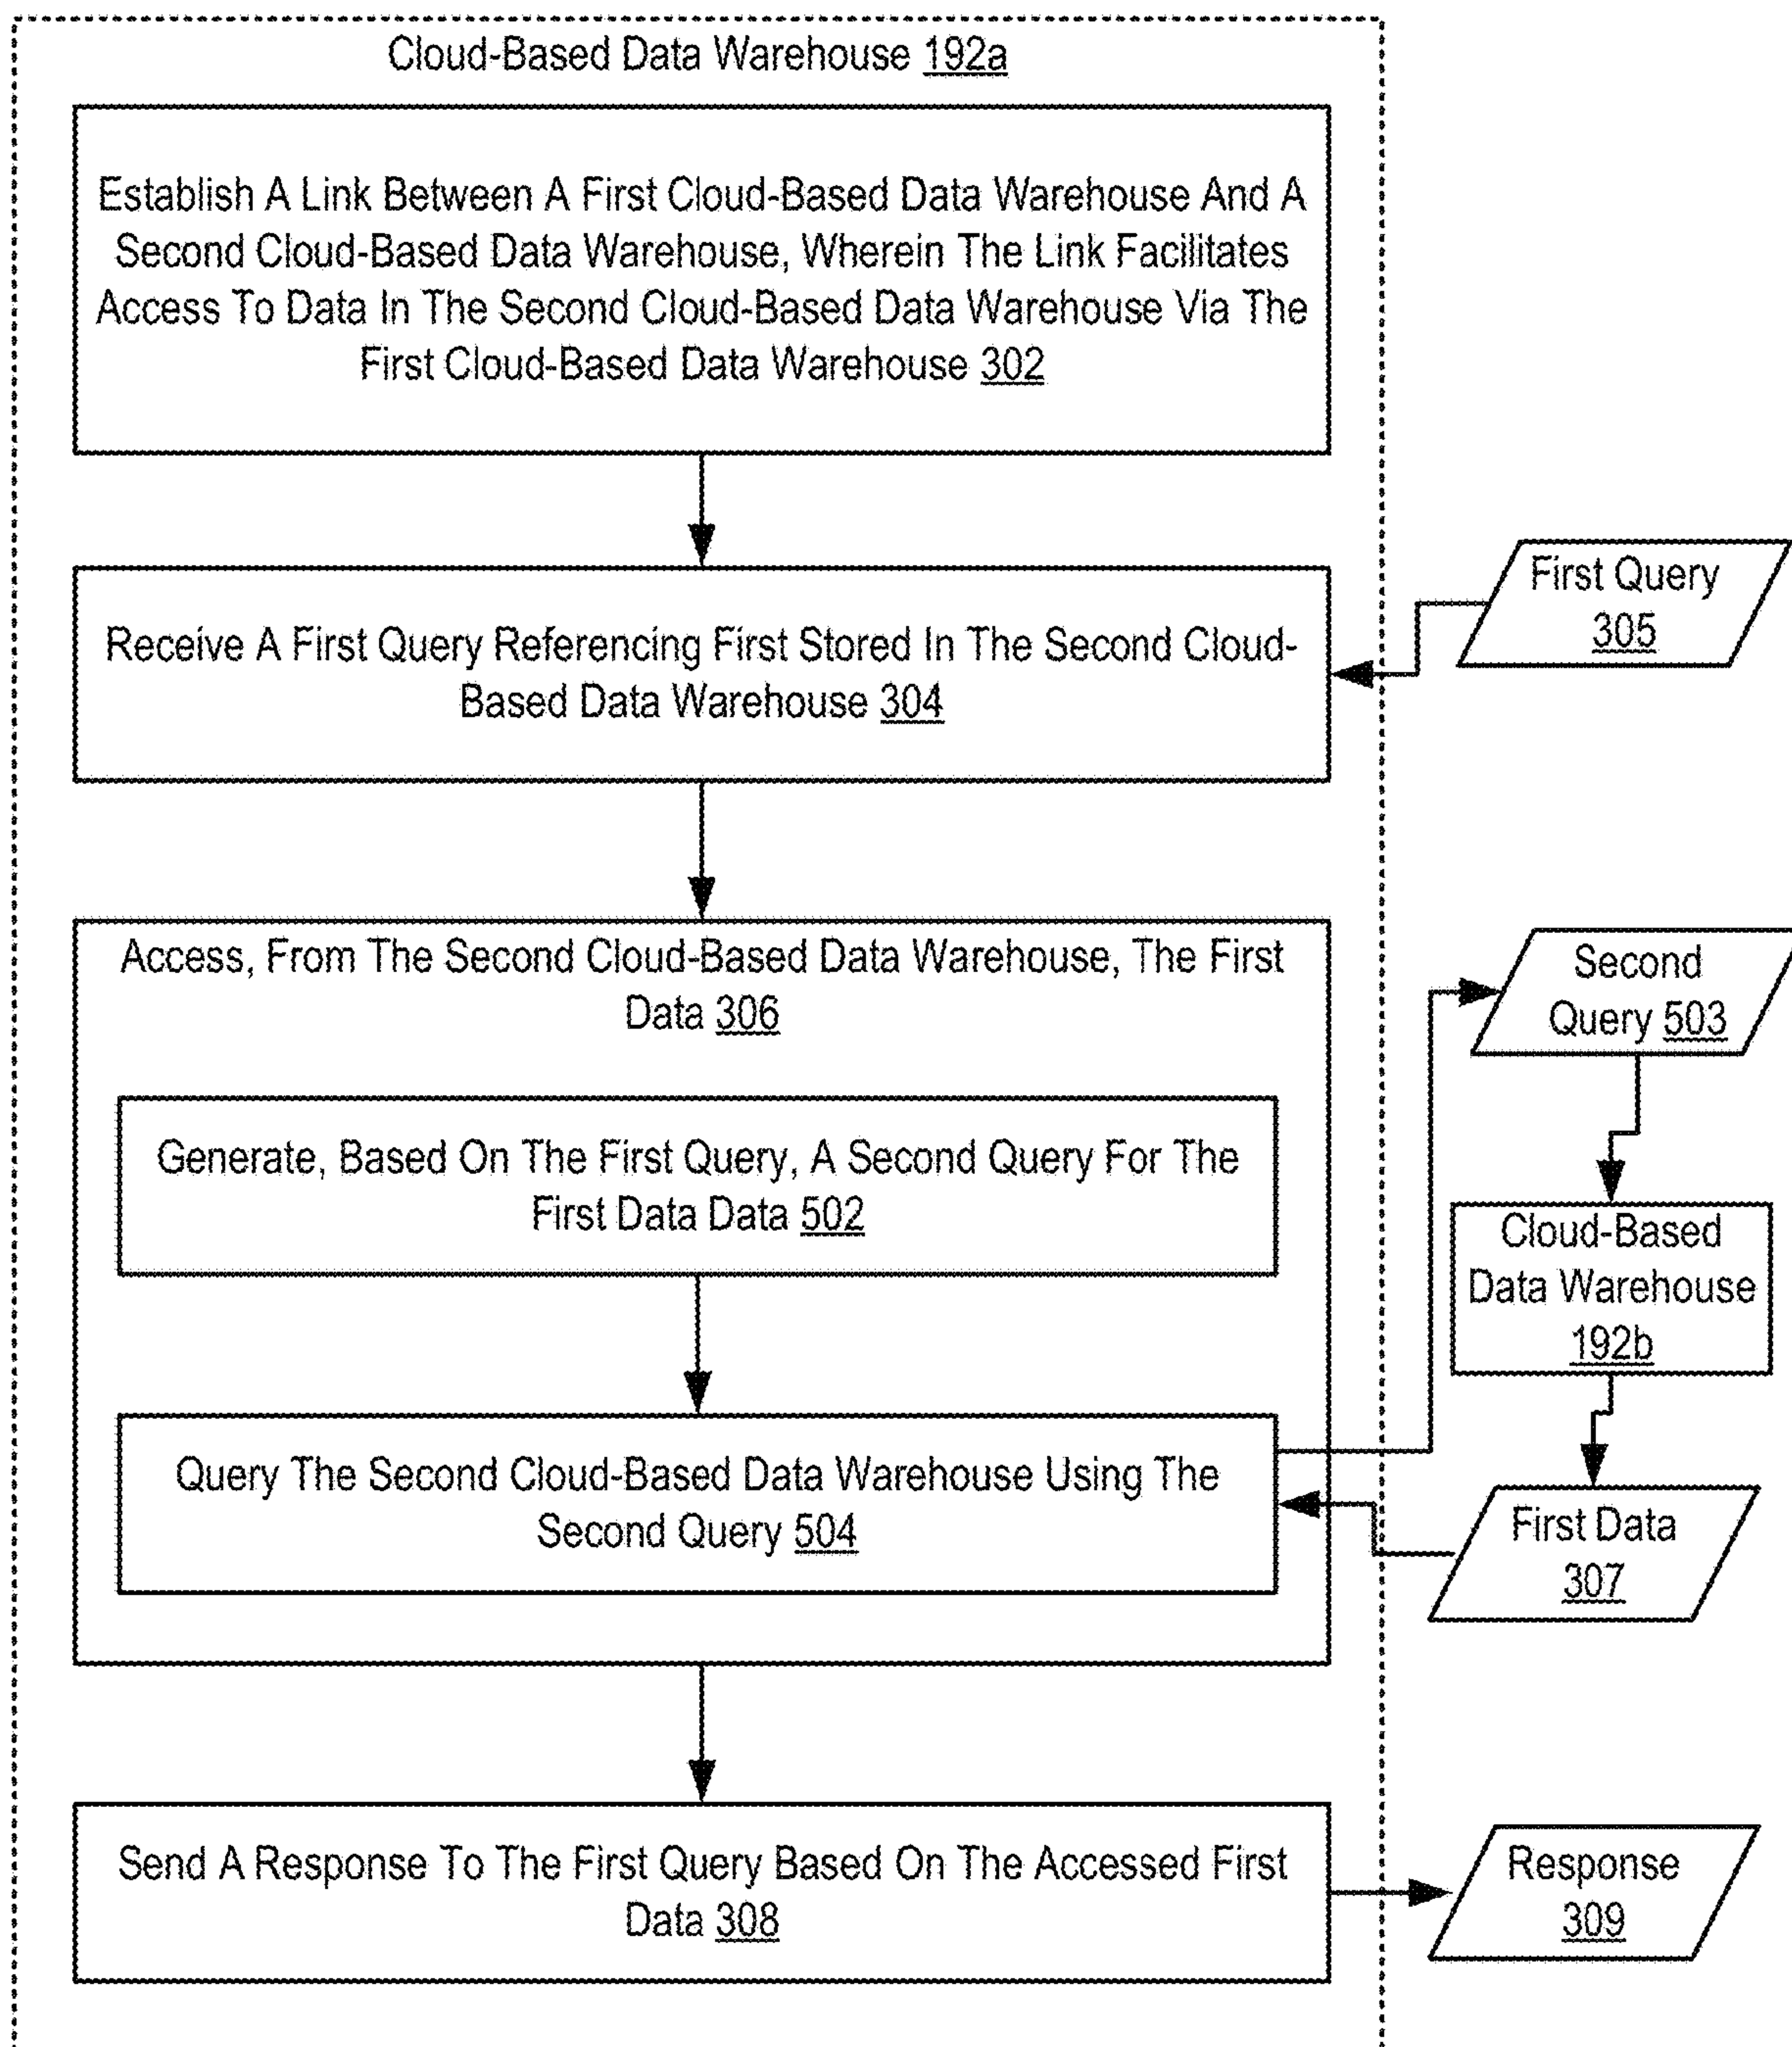 Cloud-Based Data Warehouse 192a
Establish A Link Between A First Cloud-Based Data Warehouse And A
Second Cloud-Based Data Warehouse, Wherein The Link Facilitates
Access To Data In The Second Cloud-Based Data Warehouse Via The
First Cloud-Based Data Warehouse 302
First Query
305
Receive A First Query Referencing First Stored In The Second Cloud-
Based Data Warehouse 304
Access, From The Second Cloud-Based Data Warehouse, The First
Data 306
Second
Query 503
Generate, Based On The First Query, A Second Query For The
First Data Data 502
Cloud-Based
Data Warehouse
192b
Query The Second Cloud-Based Data Warehouse Using The
Second Query 504
First Data
307
Send A Response To The First Query Based On The Accessed First
Data 308
Response
309